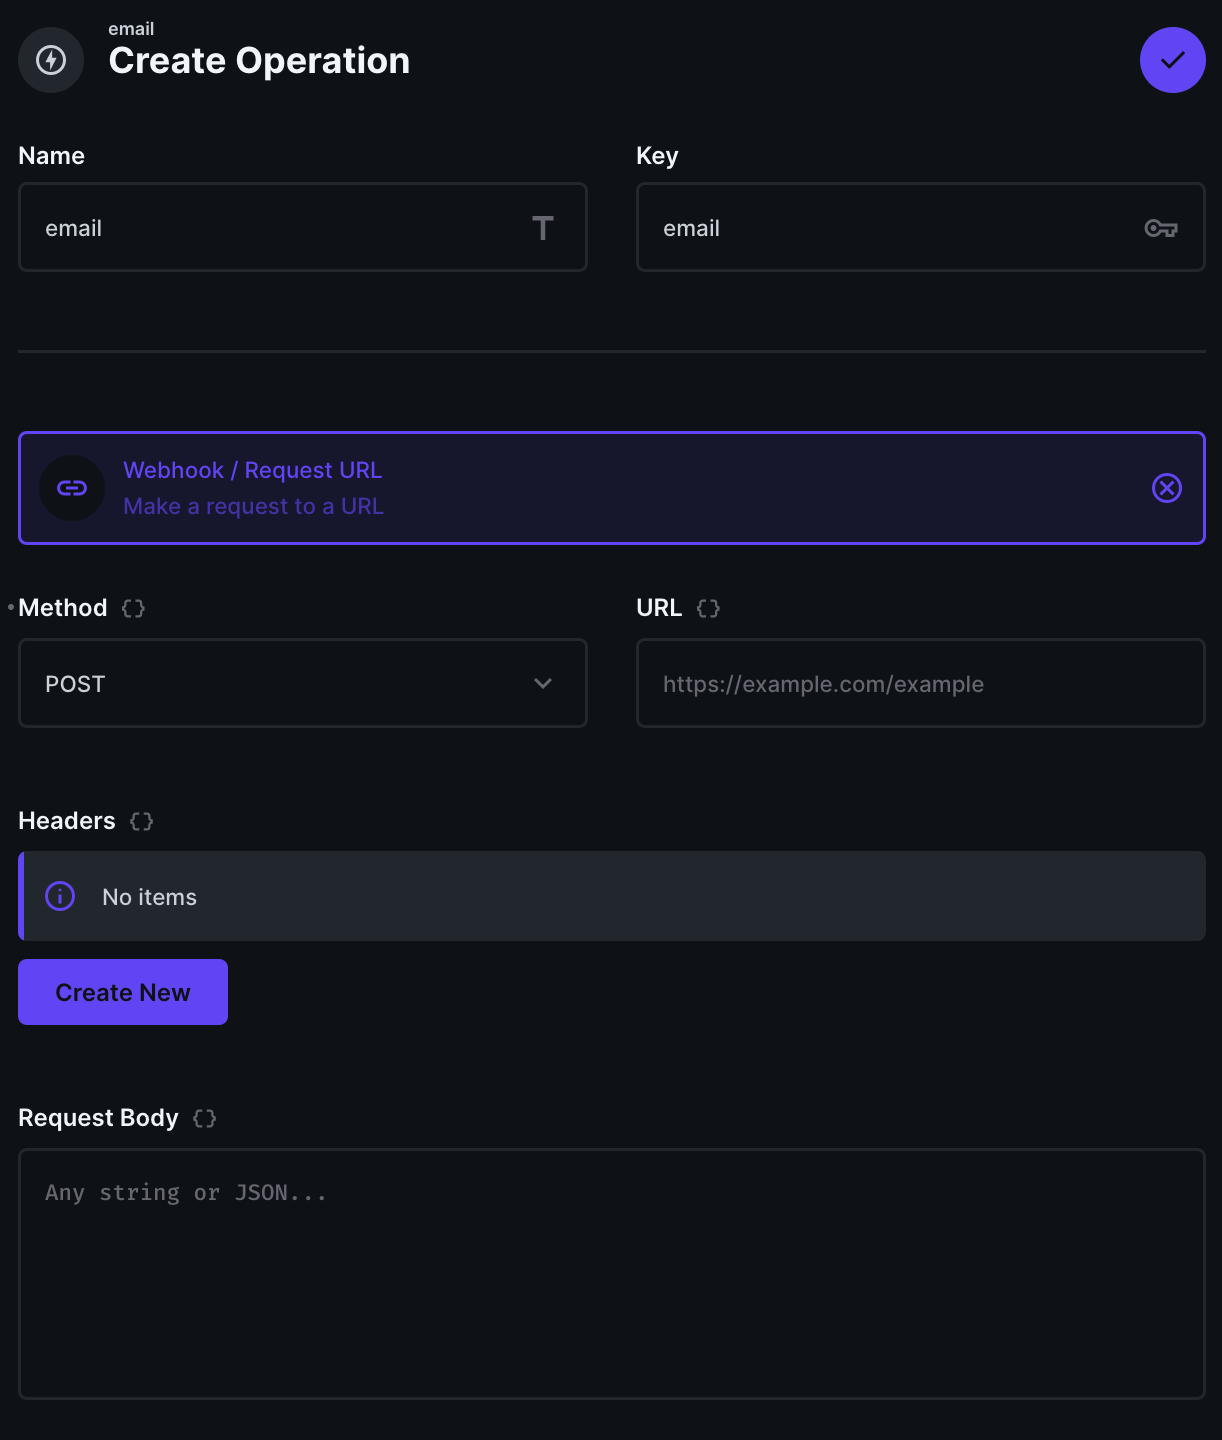 email
Create Operation
Name
Key
email
email
Webhook / Request URL
Make a request to a URL
Method {}
URL {}
POST
https://example.com/example
Headers {}
No items
Create New
Request Body {}
Any string or JSON...